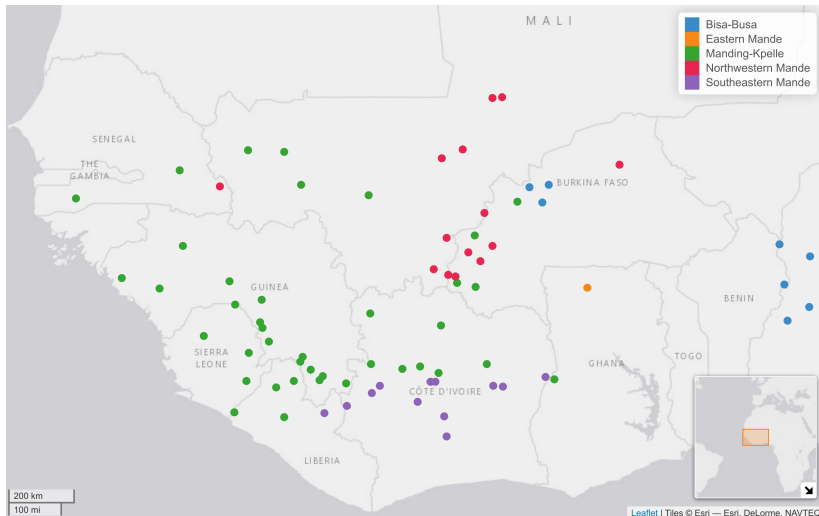 MALI
Bisa-Busa
Eastern Mande
Manding-Kpelle
Northwestern Mande
Southeastern Mande
SENEGAL
THE
GAMBIA
BURKINA FASO
GUINEA
BENIN
SIERRA
LEONE
GHANA
TOGO
CÔTE D'IVOIRE
LIBERIA
200 km
100 mi
Leaflet | Tiles © Esri — Esri, DeLorme, NAVTEQ